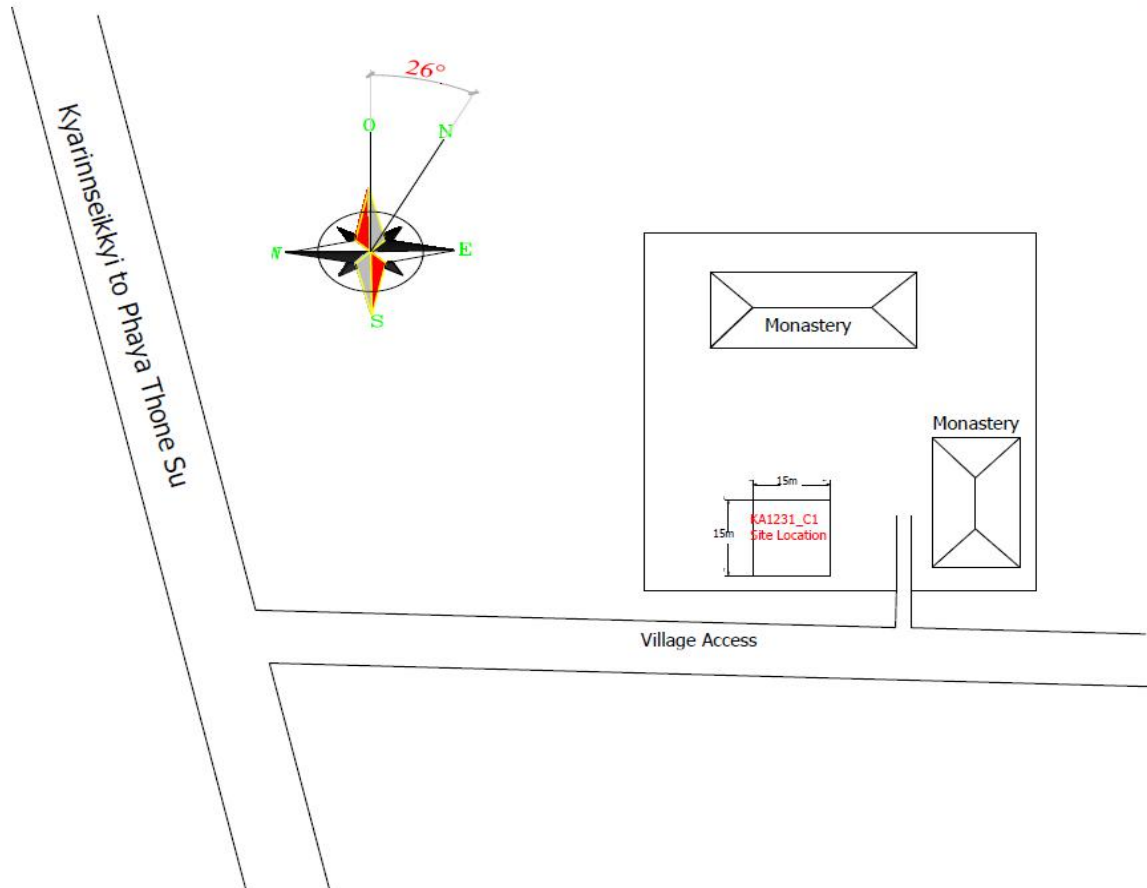 26°
O
N
W
E
S
Kyarinnseikkyi to Phaya Thone Su
Monastery
Monastery
15m
15m
KA1231_C1
Site Location
Village Access